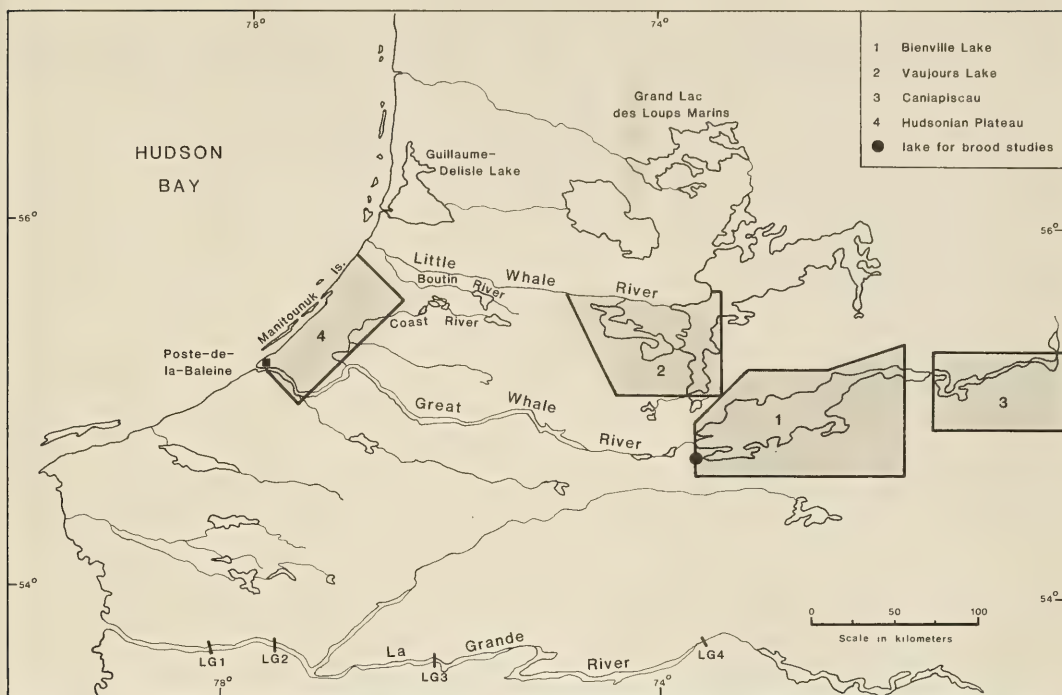 78°
74°
1 Bienville Lake
2 Vaujours Lake
3 Caniapiscau
4 Hudsonian Plateau
● lake for brood studies
Grand Lac
des Loups Marins
HUDSON
BAY
Guillaume-
Delisle Lake
56°
56°
Little Whale River
Boutin River
Manitounuk Is.
Coast River
4
Poste-de-
la-Baleine
2
1
3
Great Whale River
54°
54°
0 50 100
Scale in kilometers
La Grande River
LG1
LG2
LG3
LG4
78°
74°